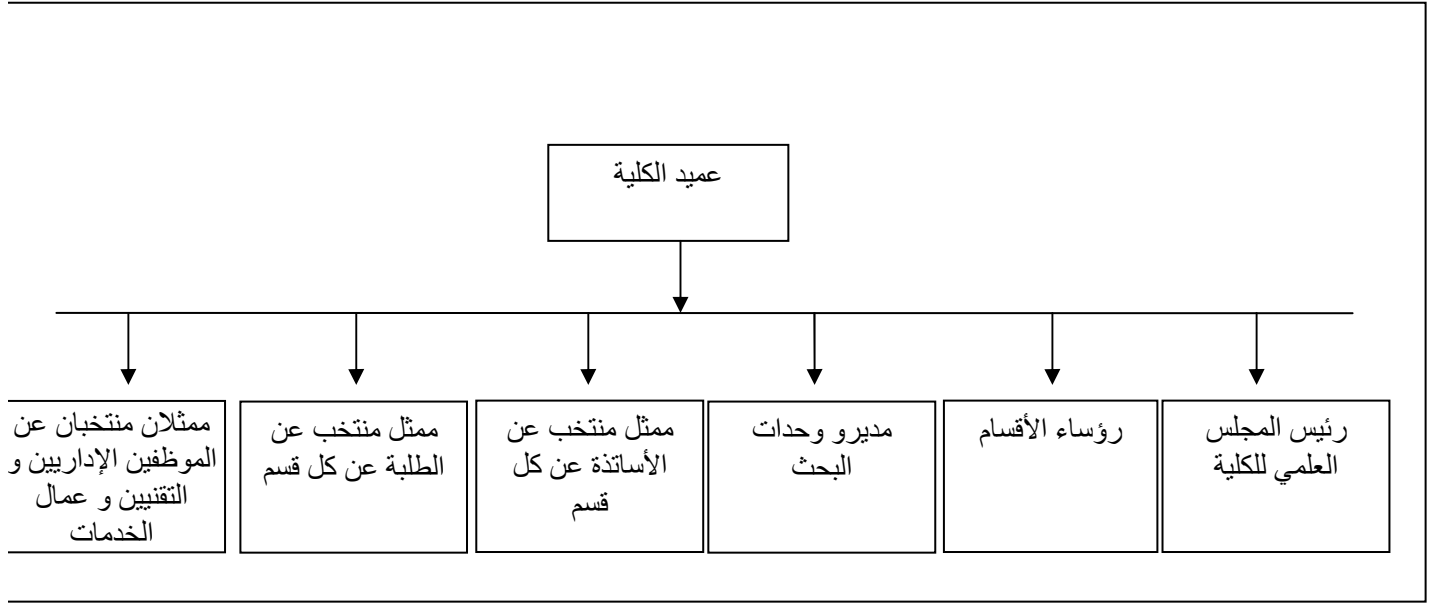 عميد الكلية
رئيس المجلس
العلمي للكلية
رؤساء الأقسام
مديرو وحدات
البحث
ممثل منتخب عن
الأساتذة عن كل
قسم
ممثل منتخب عن
الطلبة عن كل قسم
ممثلان منتخبان عن
الموظفين الإداريين و
التقنيين و عمال
الخدمات